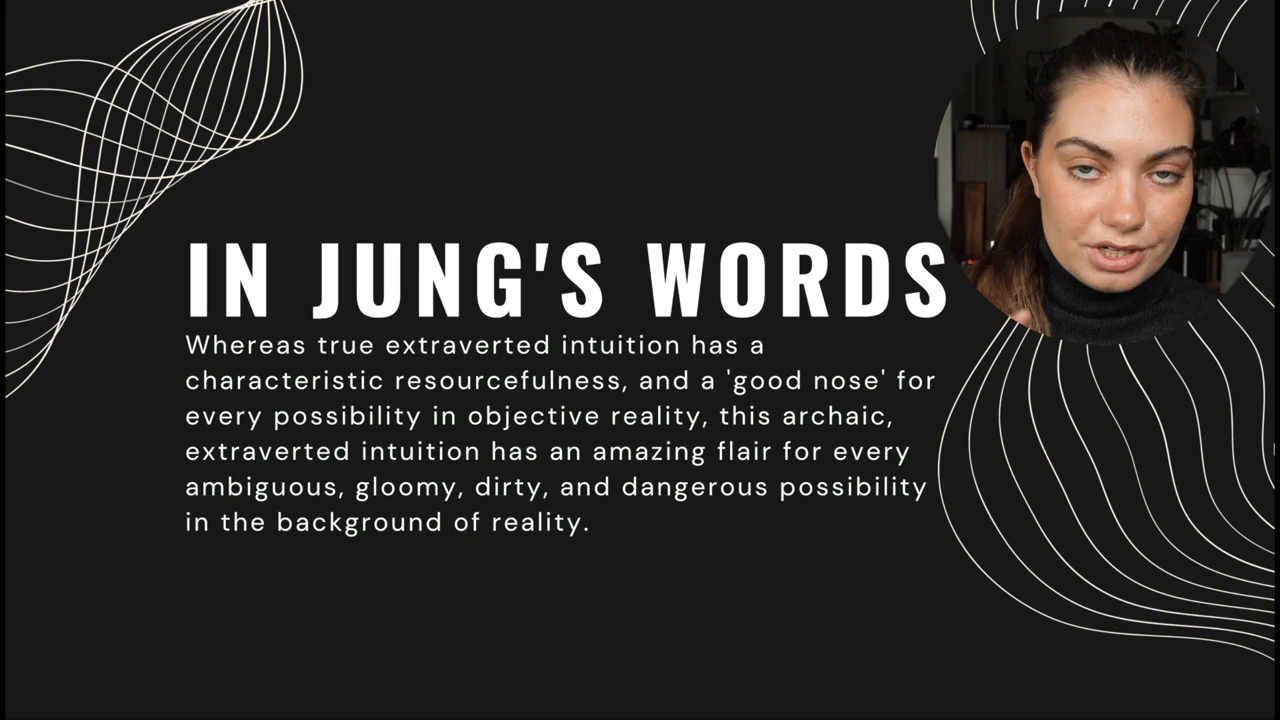 IN JUNG'S WORDS
Whereas true extraverted intuition has a
characteristic resourcefulness, and a 'good nose' for
every possibility in objective reality, this archaic,
extraverted intuition has an amazing flair for every
ambiguous, gloomy, dirty, and dangerous possibility
in the background of reality.